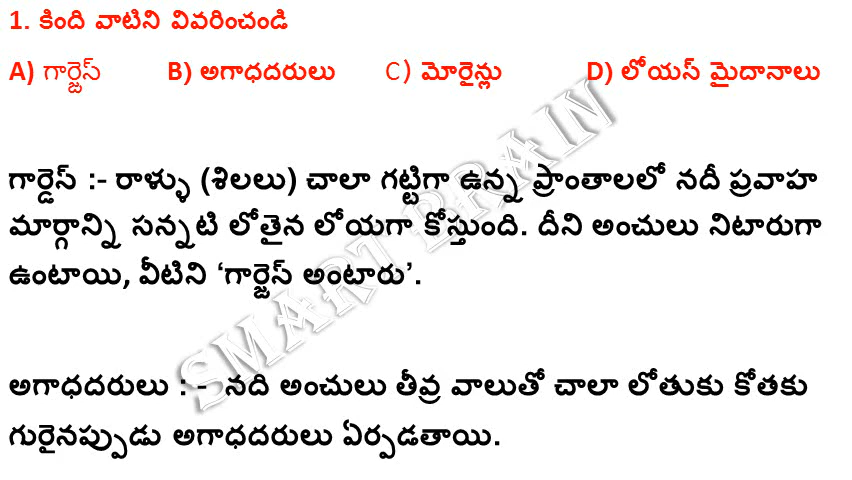 1. కింది వాటిని వివరించండి
A) గార్జెస్ B) అగాధదరులు C) మోరైన్లు D) లోయస్ మైదానాలు
గార్డెస్ :- రాళ్ళు (శిలలు) చాలా గట్టిగా ఉన్న ప్రాంతాలలో నదీ ప్రవాహ
మార్గాన్ని సన్నటి లోతైన లోయగా కోస్తుంది. దీని అంచులు నిటారుగా
ఉంటాయి, వీటిని ‘గార్జెస్ అంటారు’.
అగాధదరులు : - నది అంచులు తీవ్ర వాలుతో చాలా లోతుకు కోతకు
గురైనప్పుడు అగాధదరులు ఏర్పడతాయి.
SMART BRAIN